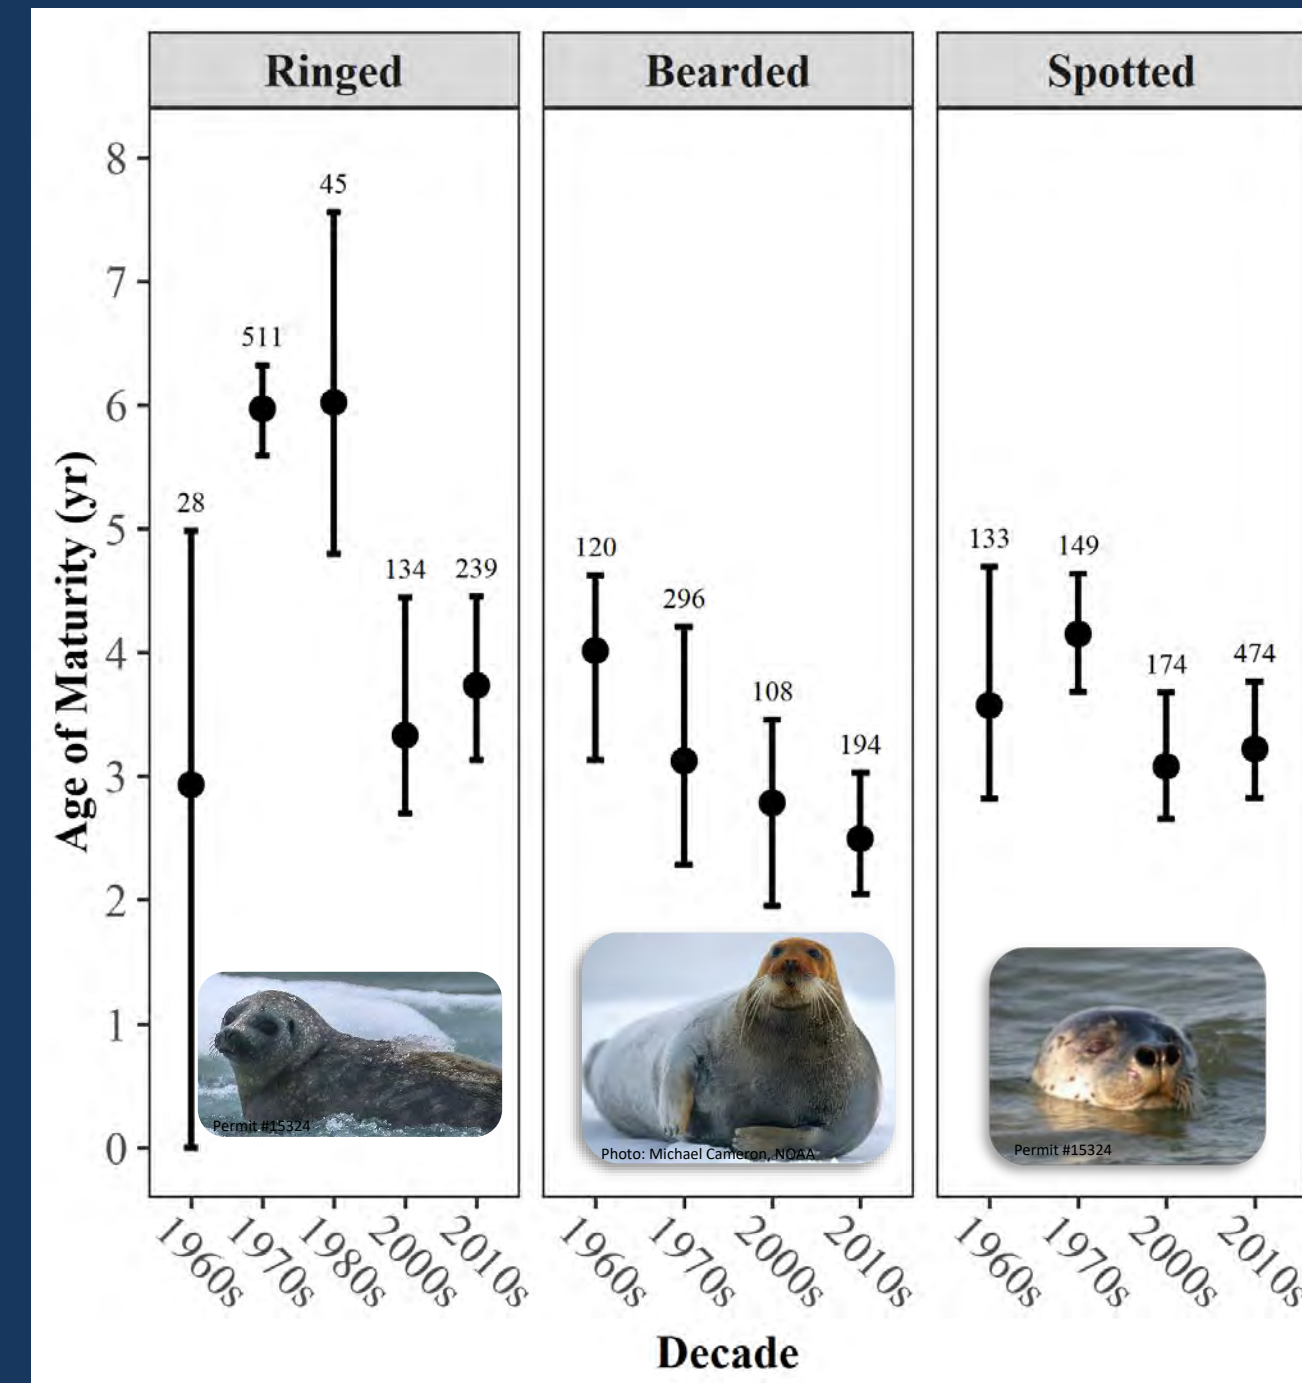 Ringed
Bearded
Spotted
8
7
6
5
4
3
2
1
0
Age of Maturity (yr)
28
511
45
134
239
120
296
108
194
133
149
174
474
Permit #15324
Photo: Michael Cameron, NOAA
Permit #15324
1960s
1970s
1980s
2000s
2010s
1960s
1970s
2000s
2010s
1960s
1970s
2000s
2010s
Decade